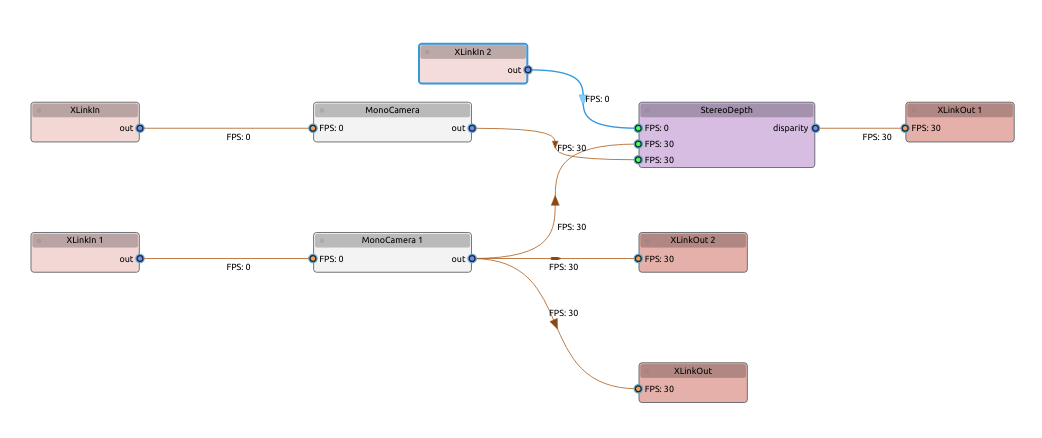 XLinkIn 2
out
FPS: 0
XLinkIn
out
FPS: 0
MonoCamera
FPS: 0
out
FPS: 30
StereoDepth
FPS: 0
disparity
FPS: 30
FPS: 30
FPS: 30
XLinkOut 1
FPS: 30
XLinkIn 1
out
FPS: 0
MonoCamera 1
FPS: 0
out
FPS: 30
FPS: 30
FPS: 30
XLinkOut 2
FPS: 30
XLinkOut
FPS: 30